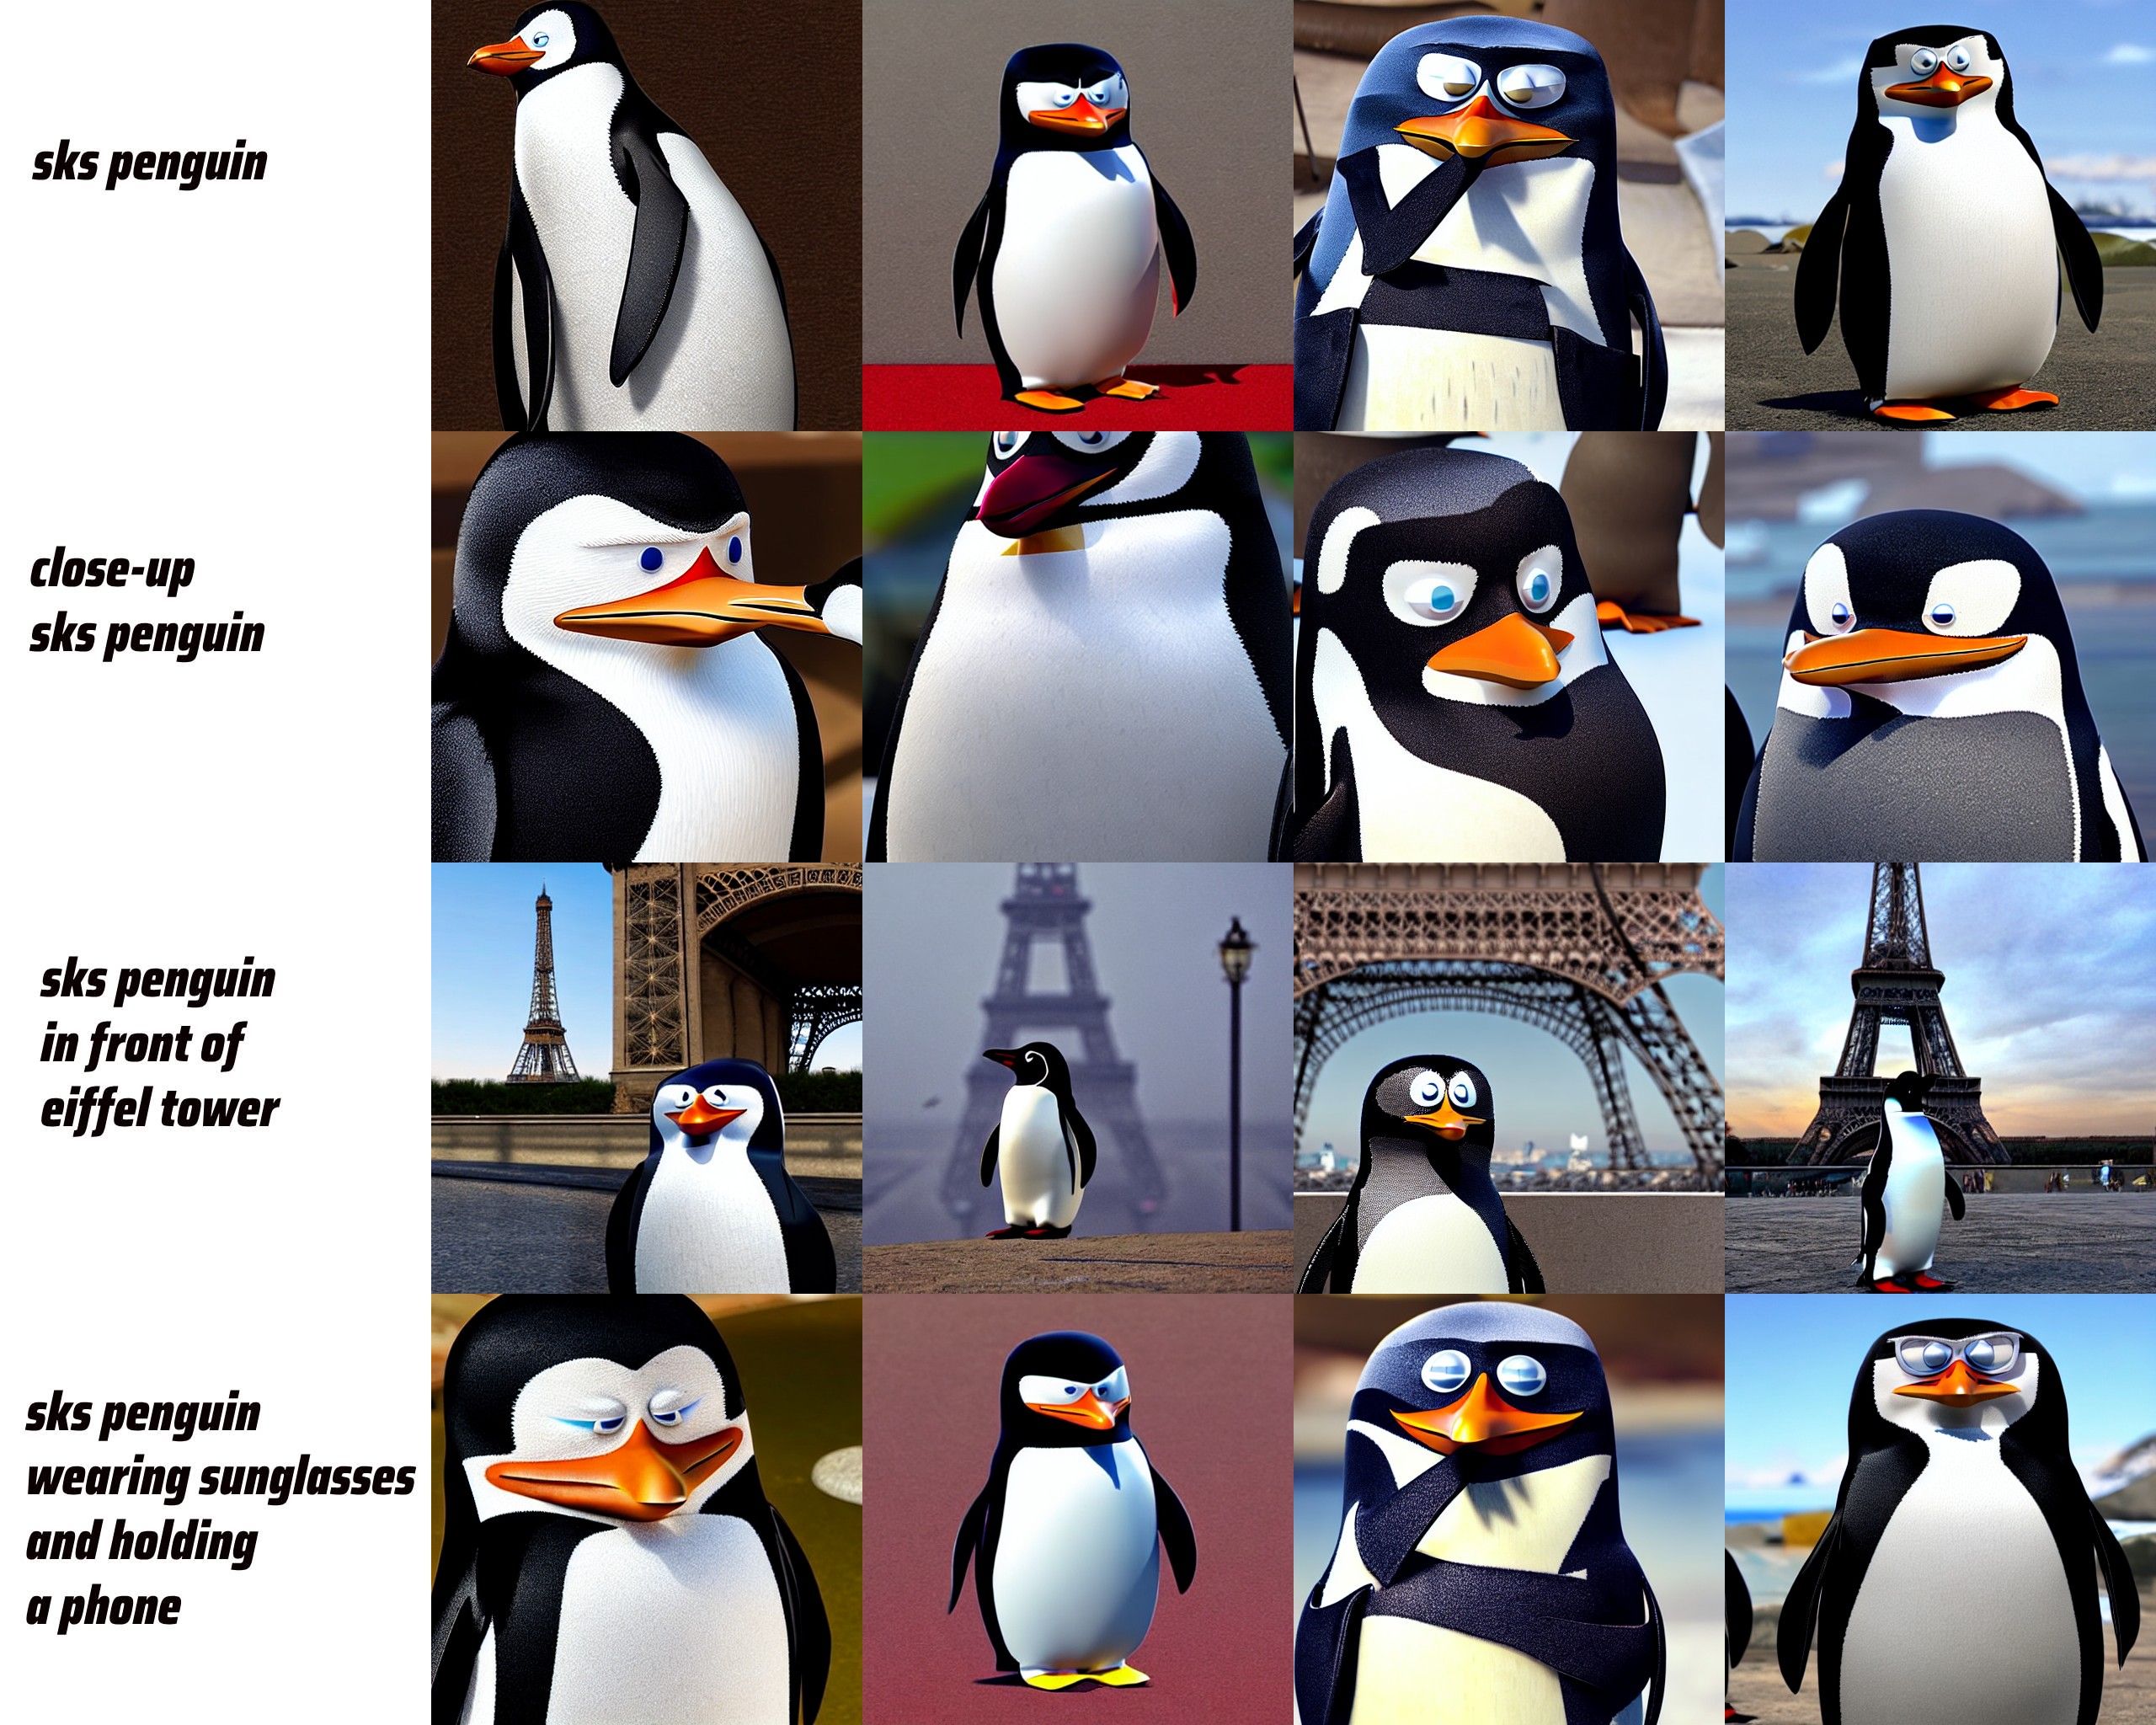 sks penguin
close-up
sks penguin
sks penguin
in front of
eiffel tower
sks penguin
wearing sunglasses
and holding
a phone